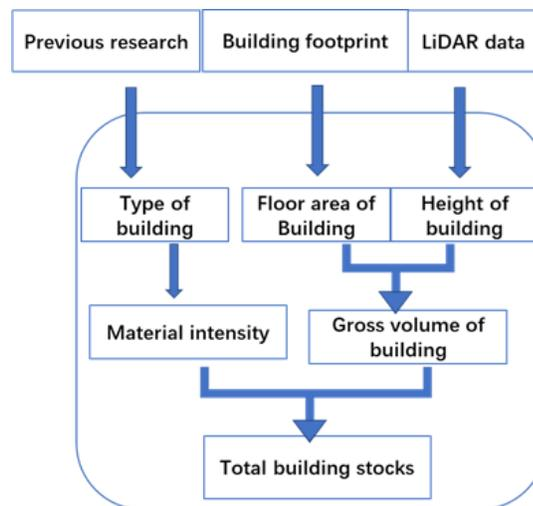 Previous research
Building footprint
LiDAR data
Type of
building
Floor area of
Building
Height of
building
Material intensity
Gross volume of
building
Total building stocks